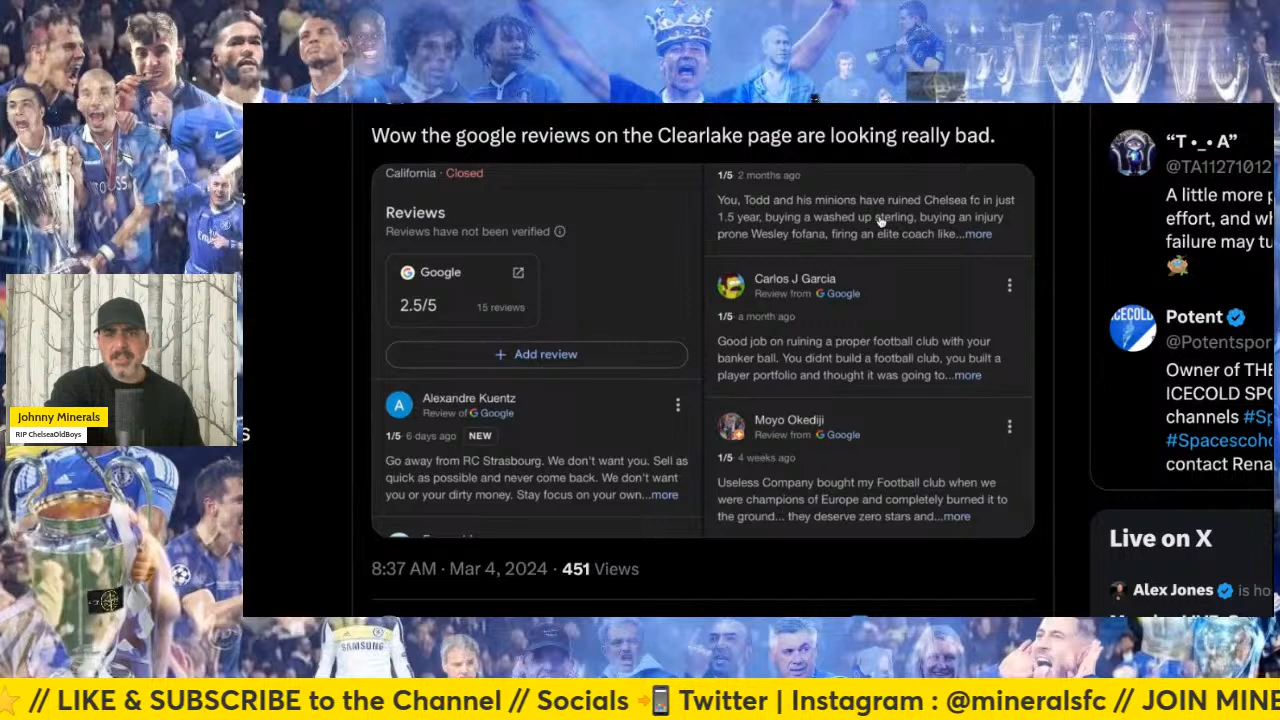 Wow the google reviews on the Clearlake page are looking really bad.
California · Closed
Reviews
Reviews have not been verified
Google
2.5/5
15 reviews
+ Add review
A
Alexandre Kuentz
Review of Google
1/5 · 6 days ago NEW
Go away from RC Strasbourg. We don't want you. Sell as
quick as possible and never come back. We don't want
you or your dirty money. Stay focus on your own...more
1/5 · 2 months ago
You, Todd and his minions have ruined Chelsea fc in just
1.5 year, buying a washed up sterling, buying an injury
prone Wesley fofana, firing an elite coach like...more
Carlos J Garcia
Review from Google
1/5 · a month ago
Good job on ruining a proper football club with your
banker ball. You didnt build a football club, you built a
player portfolio and thought it was going to...more
Moyo Okediji
Review from Google
1/5 · 4 weeks ago
Useless Company bought my Football club when we
were champions of Europe and completely burned it to
the ground... they deserve zero stars and...more
8:37 AM · Mar 4, 2024 · 451 Views
“T •_• A”
@TA11271012
A little more p
effort, and wh
failure may tu
ICECOLD
Potent
@Potentspor
Owner of THE
ICECOLD SPO
channels #Sp
#Spacescoho
contact Rena
Live on X
Alex Jones is ho
Johnny Minerals
RIP ChelseaOldBoys
SAMSUNG
// LIKE & SUBSCRIBE to the Channel // Socials Twitter | Instagram : @mineralsfc // JOIN MINE